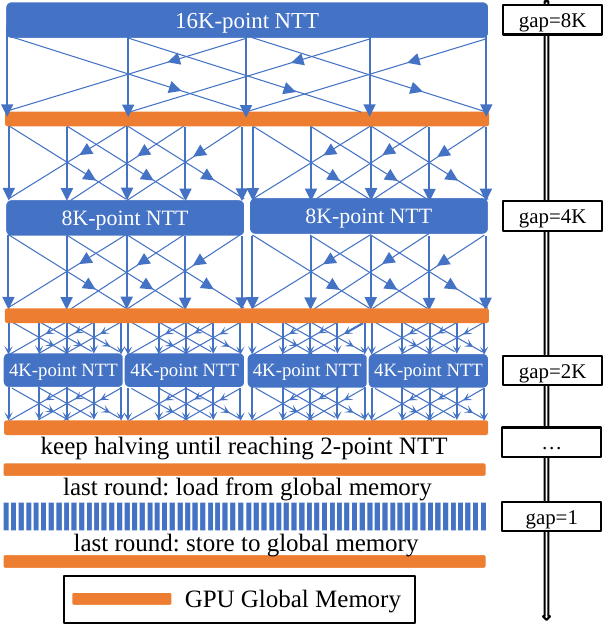 16K-point NTT
gap=8K
8K-point NTT
8K-point NTT
gap=4K
4K-point NTT
4K-point NTT
4K-point NTT
4K-point NTT
gap=2K
keep halving until reaching 2-point NTT
...
last round: load from global memory
gap=1
last round: store to global memory
GPU Global Memory